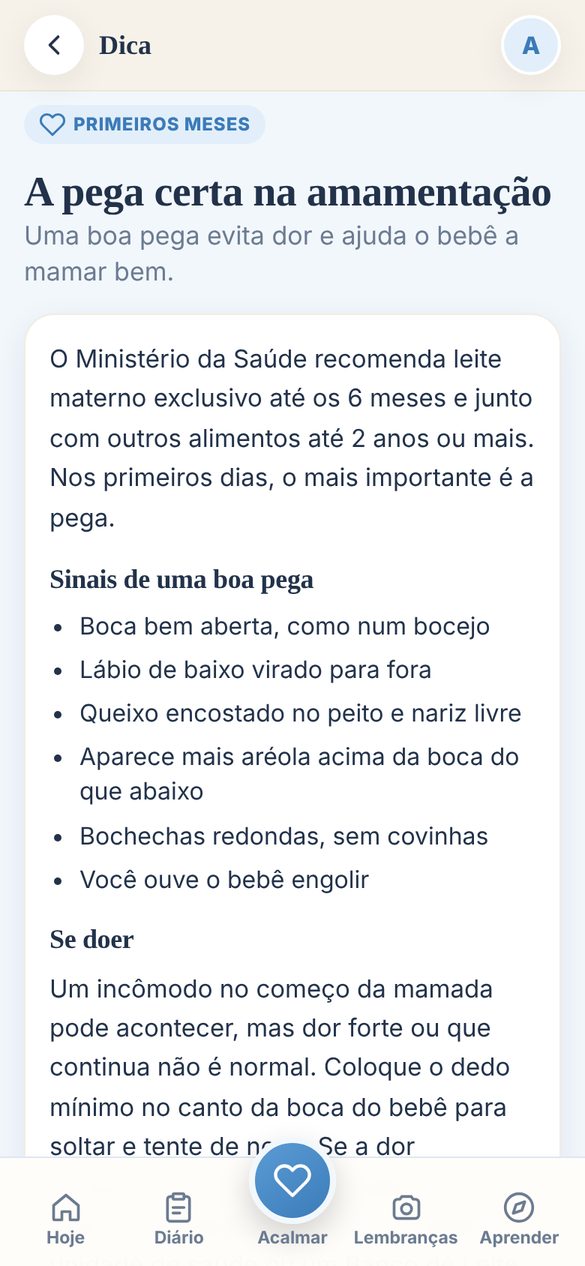 Dica
A
PRIMEIROS MESES
A pega certa na amamentação
Uma boa pega evita dor e ajuda o bebê a
mamar bem.
O Ministério da Saúde recomenda leite
materno exclusivo até os 6 meses e junto
com outros alimentos até 2 anos ou mais.
Nos primeiros dias, o mais importante é a
pega.
Sinais de uma boa pega
• Boca bem aberta, como num bocejo
• Lábio de baixo virado para fora
• Queixo encostado no peito e nariz livre
• Aparece mais aréola acima da boca do
que abaixo
• Bochechas redondas, sem covinhas
• Você ouve o bebê engolir
Se doer
Um incômodo no começo da mamada
pode acontecer, mas dor forte ou que
continua não é normal. Coloque o dedo
mínimo no canto da boca do bebê para
soltar e tente de Se a dor
Hoje
Diário
Acalmar
Lembranças
Aprender